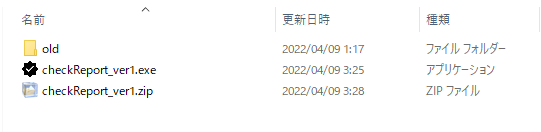 名前 更新日時 種類
old 2022/04/09 1:17 ファイル フォルダー
checkReport_ver1.exe 2022/04/09 3:25 アプリケーション
checkReport_ver1.zip 2022/04/09 3:28 ZIP ファイル